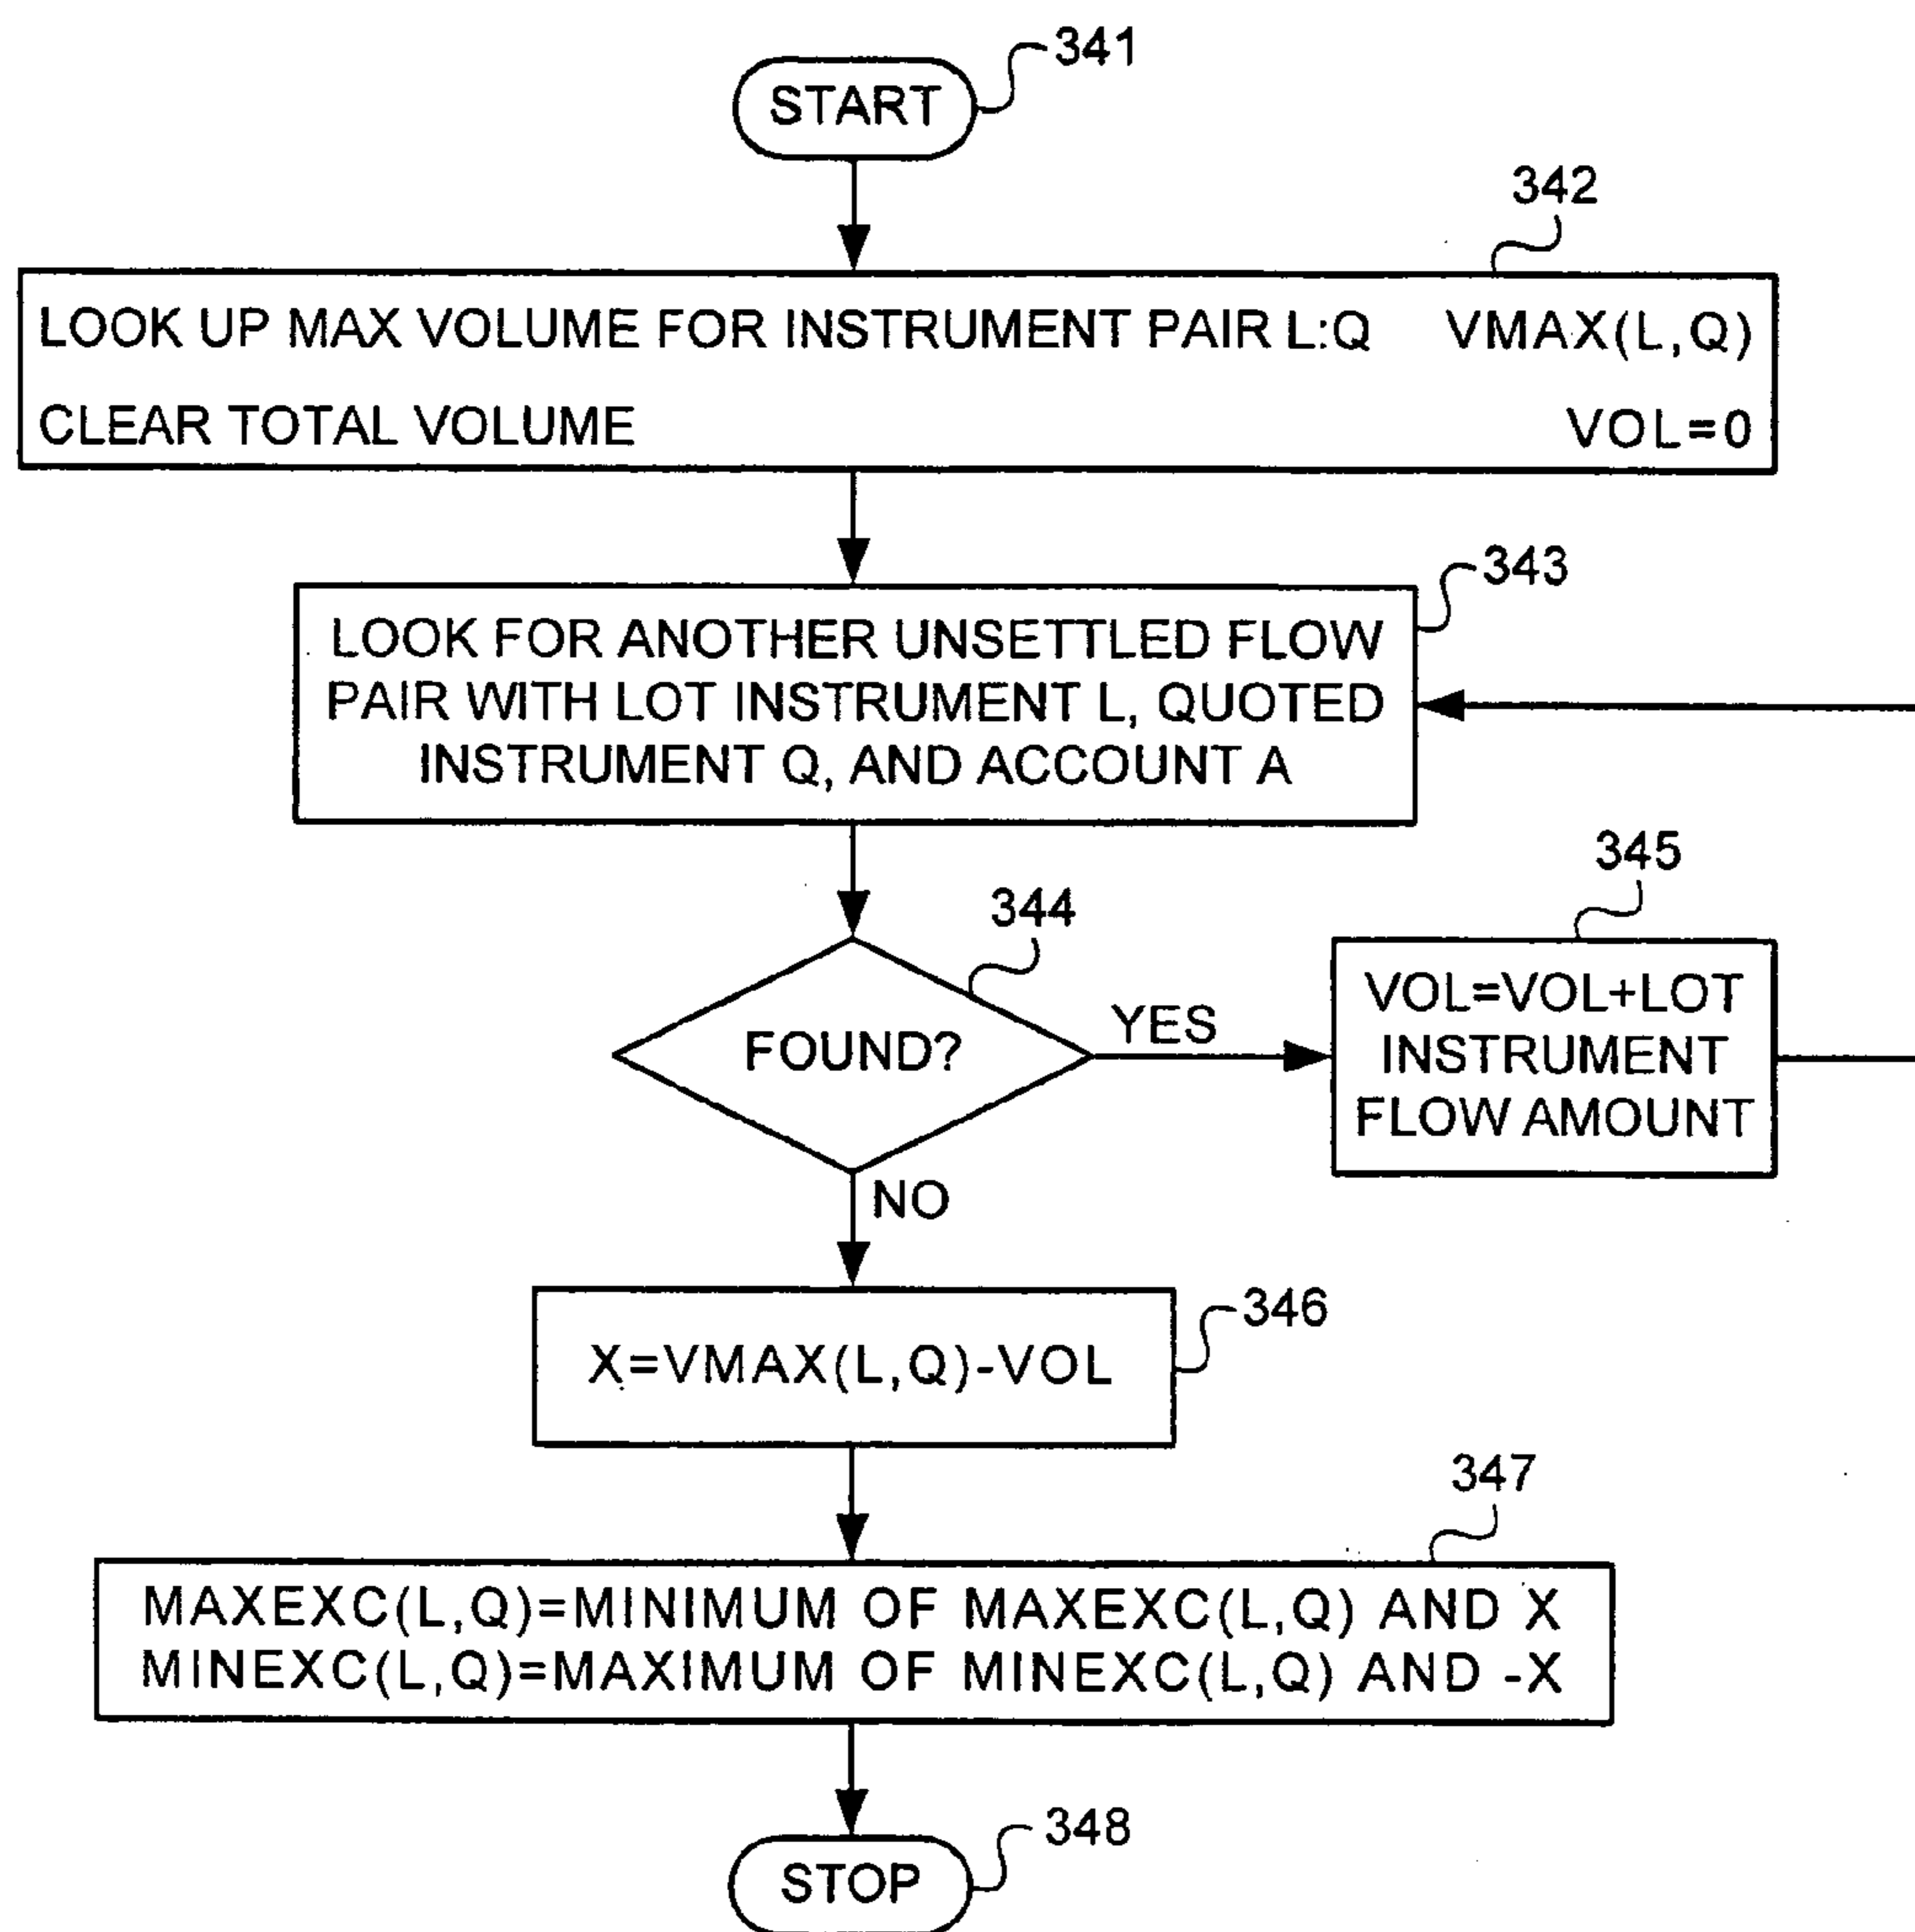 341
START
342
LOOK UP MAX VOLUME FOR INSTRUMENT PAIR L:Q VMAX(L,Q)
CLEAR TOTAL VOLUME VOL=0
343
LOOK FOR ANOTHER UNSETTLED FLOW
PAIR WITH LOT INSTRUMENT L, QUOTED
INSTRUMENT Q, AND ACCOUNT A
344
FOUND?
YES
345
VOL=VOL+LOT
INSTRUMENT
FLOW AMOUNT
NO
346
X=VMAX(L,Q)-VOL
347
MAXEXC(L,Q)=MINIMUM OF MAXEXC(L,Q) AND X
MINEXC(L,Q)=MAXIMUM OF MINEXC(L,Q) AND -X
348
STOP